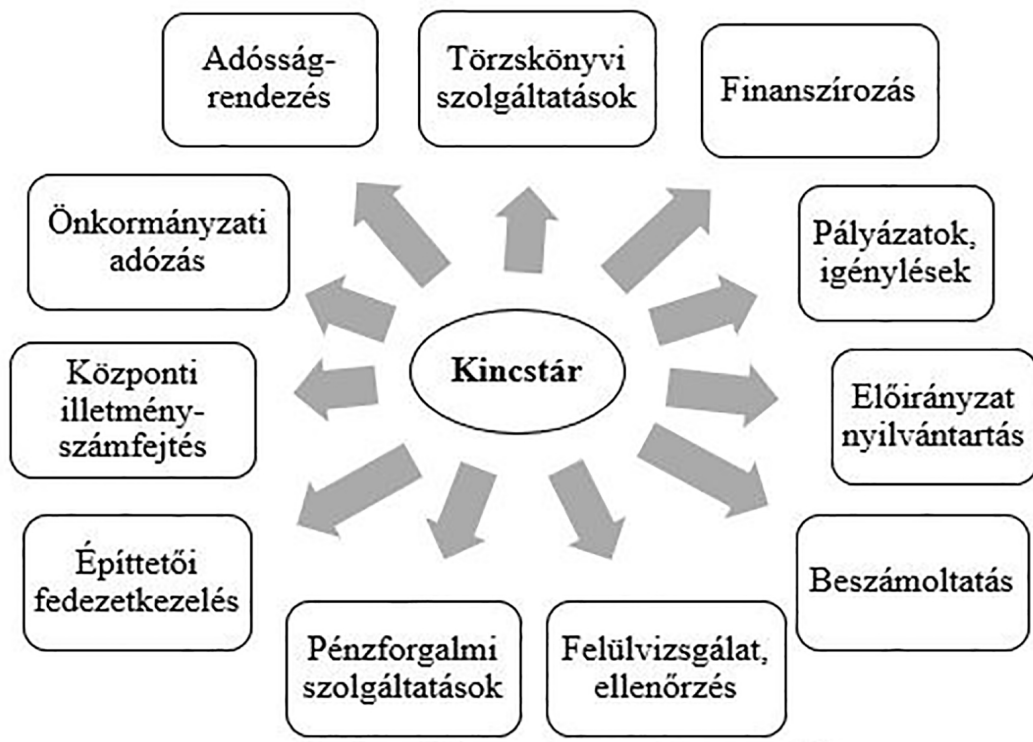 Adósság-
rendezés
Törzskönyvi
szolgáltatások
Finanszírozás
Önkormányzati
adózás
Pályázatok,
igénylések
Központi
illetmény-
számfejtés
Kincstár
Előirányzat
nyilvántartás
Építtetői
fedezetkezelés
Beszámoltatás
Pénzforgalmi
szolgáltatások
Felülvizsgálat,
ellenőrzés